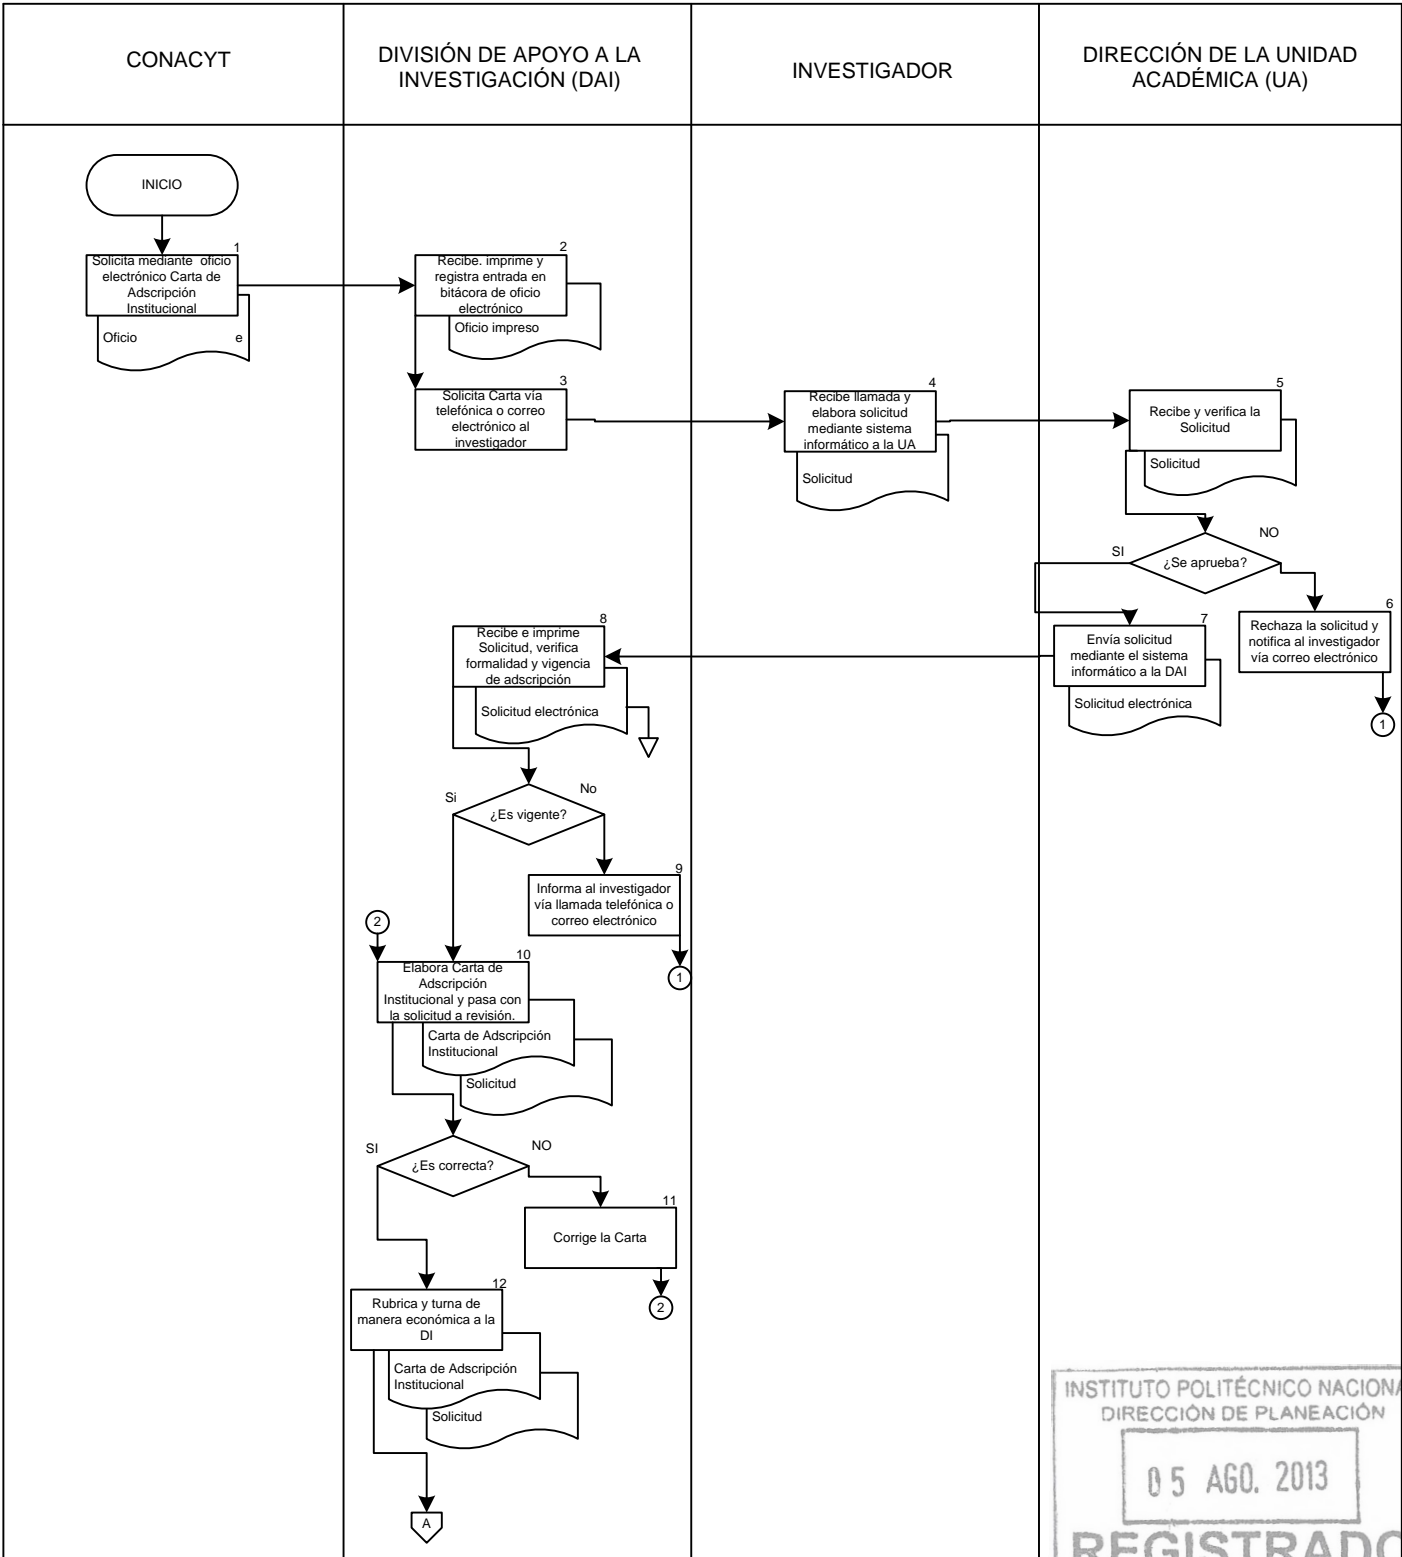 CONACYT
DIVISIÓN DE APOYO A LA
INVESTIGACIÓN (DAI)
INVESTIGADOR
DIRECCIÓN DE LA UNIDAD
ACADÉMICA (UA)
INICIO
1
Solicita mediante oficio
electrónico Carta de
Adscripción
Institucional
Oficio e
2
Recibe. imprime y
registra entrada en
bitácora de oficio
electrónico
Oficio impreso
3
Solicita Carta vía
telefónica o correo
electrónico al
investigador
4
Recibe llamada y
elabora solicitud
mediante sistema
informático a la UA
Solicitud
5
Recibe y verifica la
Solicitud
Solicitud
¿Se aprueba?
SI
NO
6
Rechaza la solicitud y
notifica al investigador
vía correo electrónico
1
7
Envía solicitud
mediante el sistema
informático a la DAI
Solicitud electrónica
8
Recibe e imprime
Solicitud, verifica
formalidad y vigencia
de adscripción
Solicitud electrónica
¿Es vigente?
Si
No
9
Informa al investigador
vía llamada telefónica o
correo electrónico
1
2
10
Elabora Carta de
Adscripción
Institucional y pasa con
la solicitud a revisión.
Carta de Adscripción
Institucional
Solicitud
¿Es correcta?
SI
NO
11
Corrige la Carta
2
12
Rubrica y turna de
manera económica a la
DI
Carta de Adscripción
Institucional
Solicitud
A
INSTITUTO POLITÉCNICO NACIONA
DIRECCIÓN DE PLANEACIÓN
05 AGO. 2013
REGISTRADO